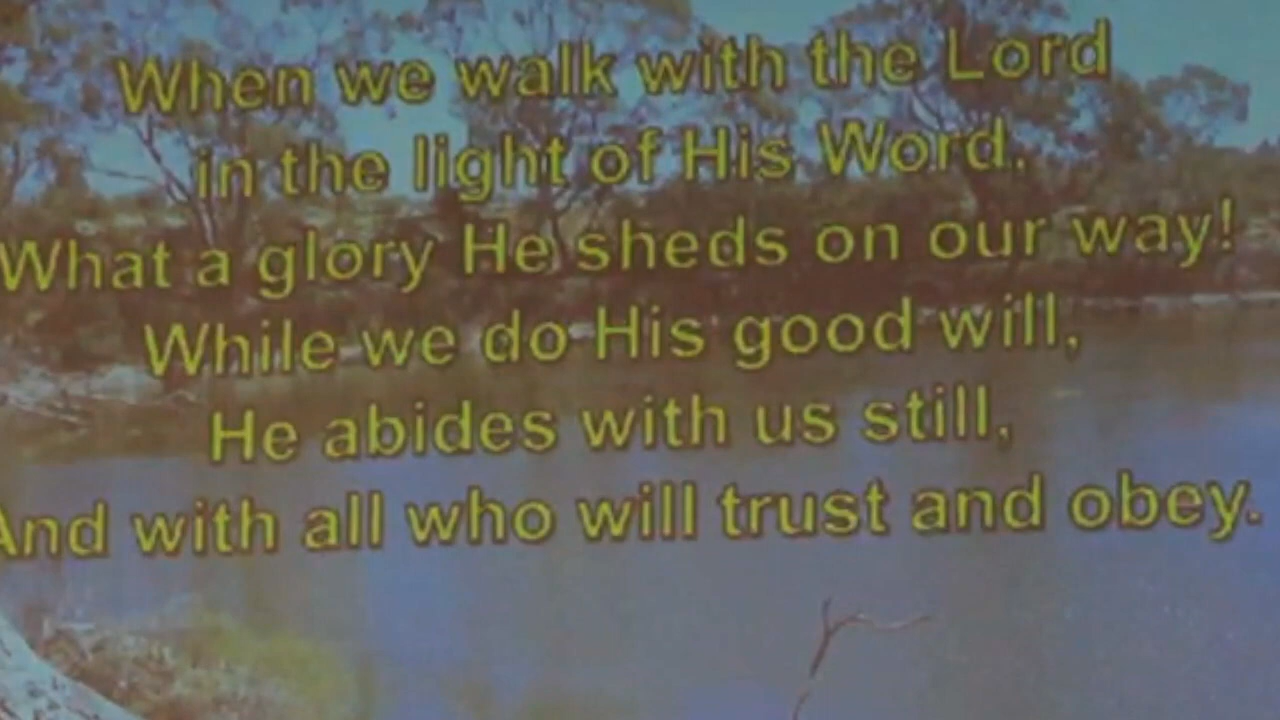 When we walk with the Lord
in the light of His Word,
What a glory He sheds on our way!
While we do His good will,
He abides with us still,
And with all who will trust and obey.